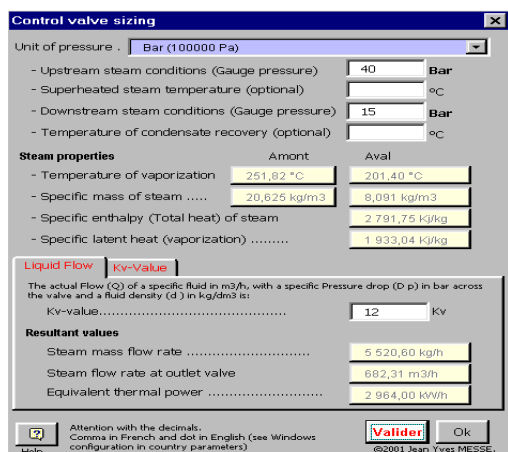 Control valve sizing
Unit of pressure . Bar (100000 Pa)
- Upstream steam conditions (Gauge pressure) 40 Bar
- Superheated steam temperature (optional) °C
- Downstream steam conditions (Gauge pressure) 15 Bar
- Temperature of condensate recovery (optional) °C
Steam properties Amont Aval
- Temperature of vaporization 251,82 °C 201,40 °C
- Specific mass of steam ..... 20,625 kg/m3 8,091 kg/m3
- Specific enthalpy (Total heat) of steam 2 791,75 Kj/kg
- Specific latent heat (vaporization) ......... 1 933,04 Kj/kg
Liquid Flow Kv-Value
The actual Flow (Q) of a specific fluid in m3/h, with a specific Pressure drop (D p) in bar across
the valve and a fluid density (d ) in kg/dm3 is:
Kv-value............................................. 12 Kv
Resultant values
Steam mass flow rate ............................. 5 520,60 kg/h
Steam flow rate at outlet valve 682,31 m3/h
Equivalent thermal power ........................... 2 964,00 kW/h
Attention with the decimals.
Comma in French and dot in English (see Windows
configuration in country parameters)
Help
Valider Ok
©2001 Jean Yves MESSE.